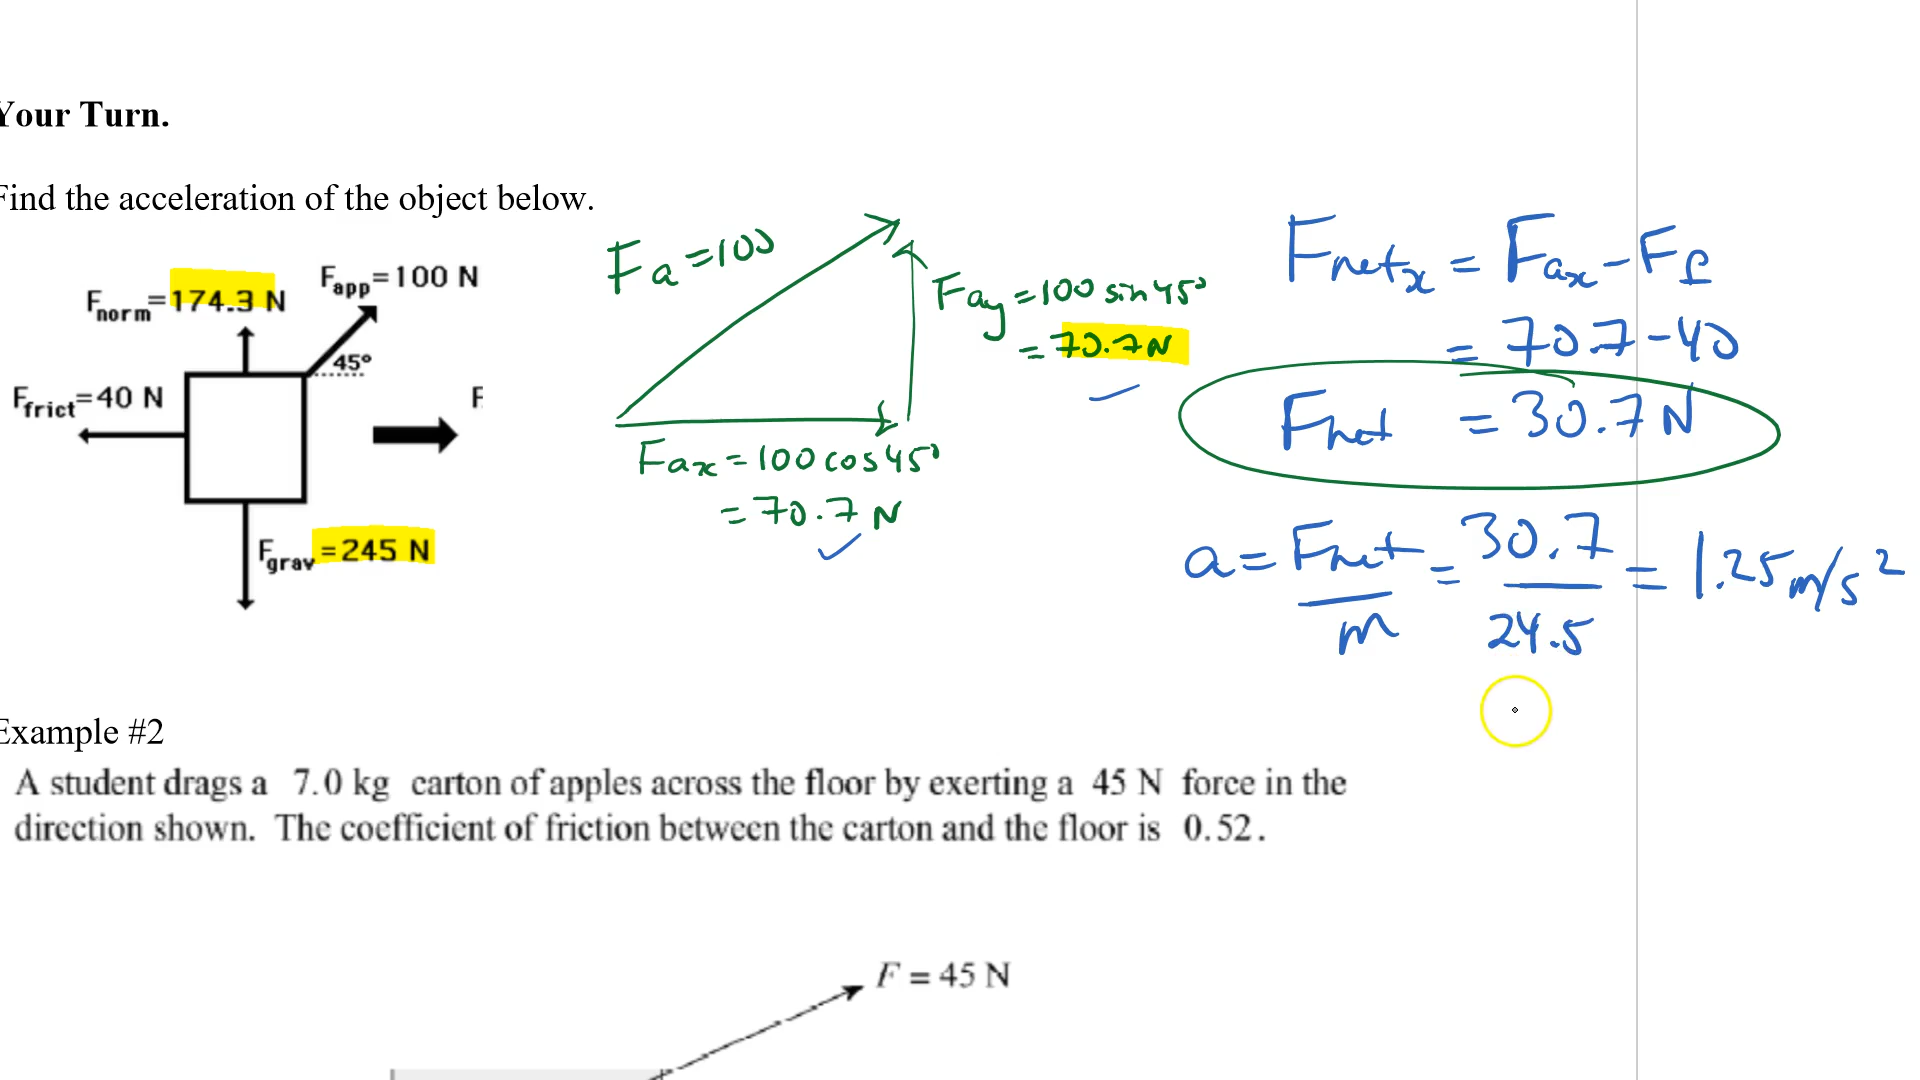 Your Turn.
Find the acceleration of the object below.
Fnorm=174.3 N
Fapp=100 N
45°
Ffrict=40 N
F
Fgrav=245 N
Fa=100
Fay=100 sin45°
=70.7N
Fax=100cos45°
=70.7 N
Fnetx = Fax-Ff
= 70.7-40
Fnet = 30.7 N
a= Fnet/m = 30.7/24.5 = 1.25 m/s²
Example #2
A student drags a 7.0 kg carton of apples across the floor by exerting a 45 N force in the
direction shown. The coefficient of friction between the carton and the floor is 0.52.
F = 45 N